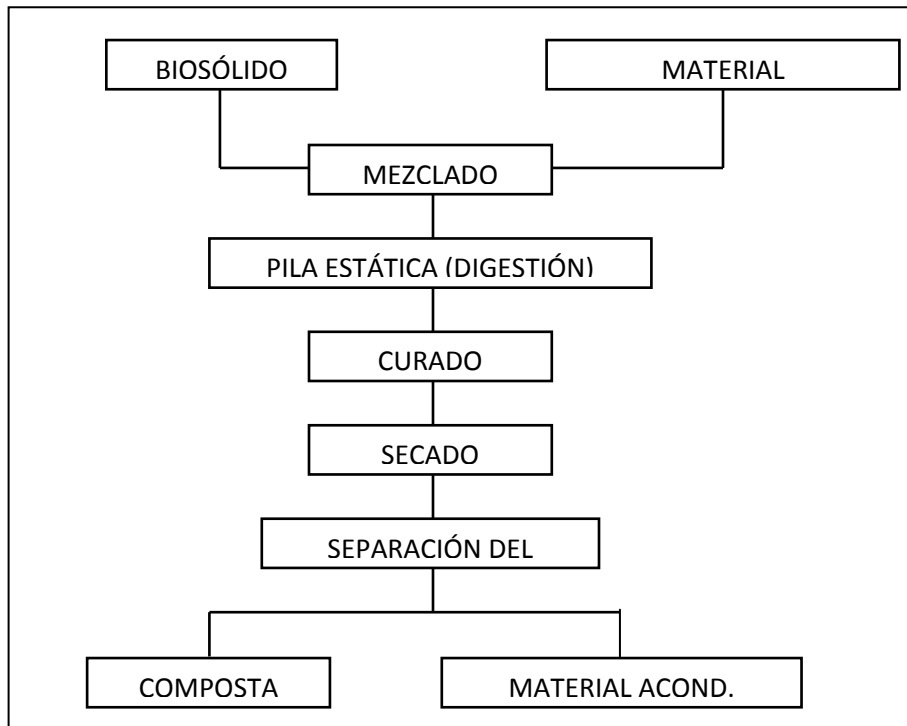 BIOSÓLIDO
MATERIAL
MEZCLADO
PILA ESTÁTICA (DIGESTIÓN)
CURADO
SECADO
SEPARACIÓN DEL
COMPOSTA
MATERIAL ACOND.